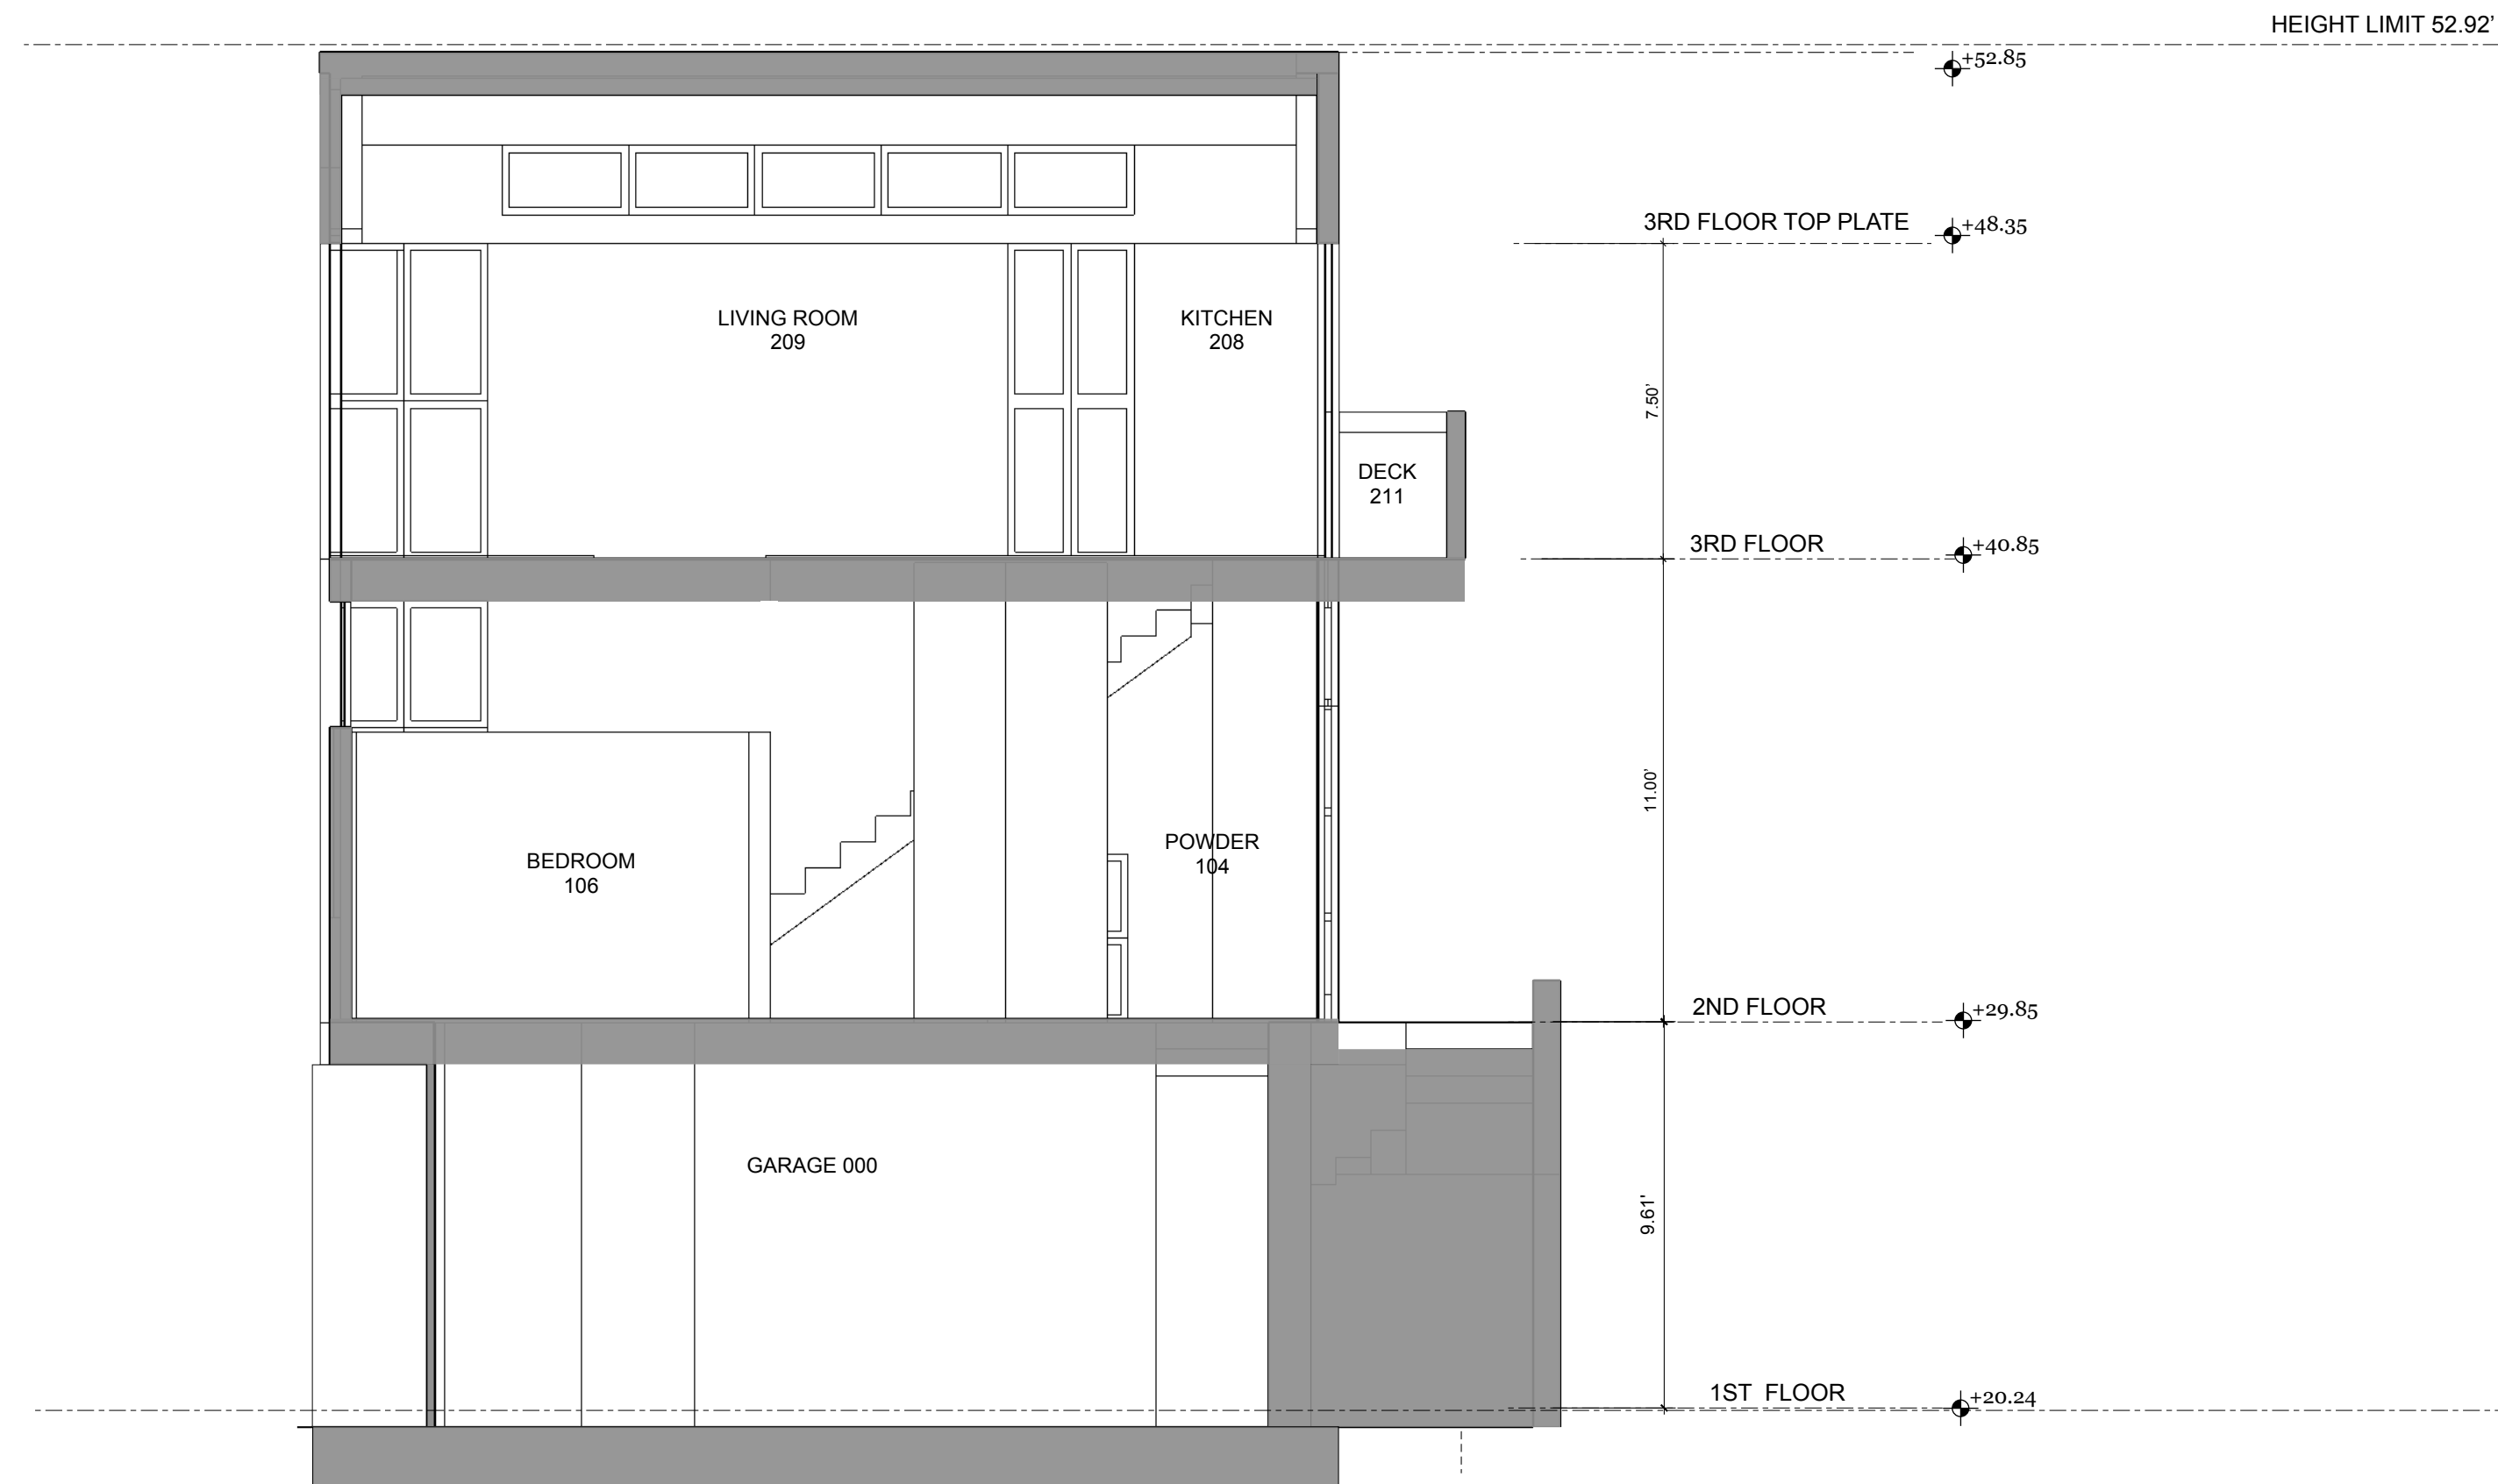 HEIGHT LIMIT 52.92’
+52.85
3RD FLOOR TOP PLATE
+48.35
LIVING ROOM
209
KITCHEN
208
7.50’
DECK
211
3RD FLOOR
+40.85
11.00’
BEDROOM
106
POWDER
104
2ND FLOOR
+29.85
GARAGE 000
9.61'
1ST FLOOR
+20.24